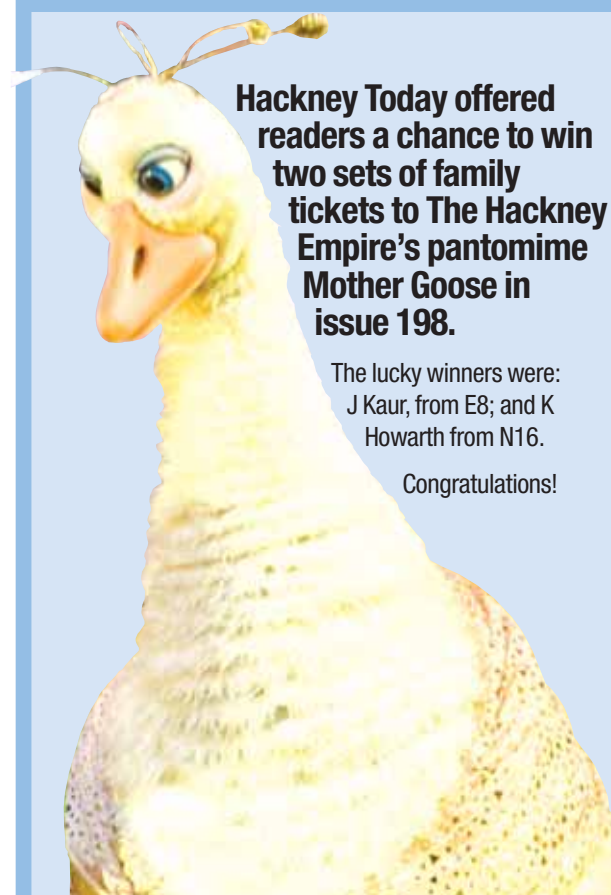 Hackney Today offered
readers a chance to win
two sets of family
tickets to The Hackney
Empire's pantomime
Mother Goose in
issue 198.
The lucky winners were:
J Kaur, from E8; and K
Howarth from N16.
Congratulations!